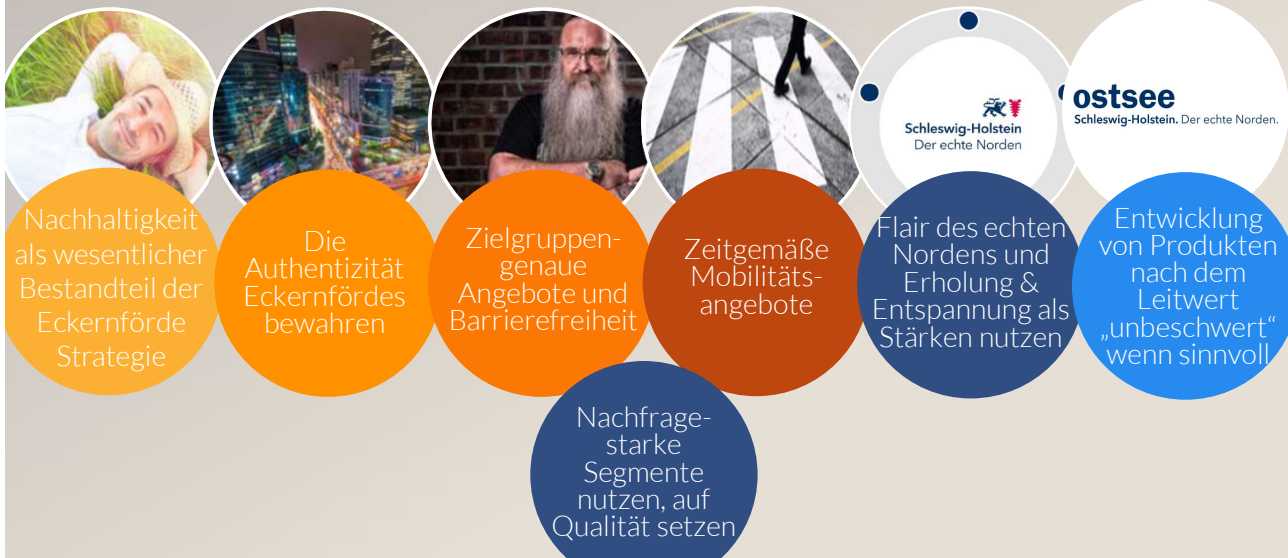 Schleswig-Holstein
Der echte Norden
ostsee
Schleswig-Holstein. Der echte Norden.
Nachhaltigkeit
als wesentlicher
Bestandteil der
Eckernförde
Strategie
Die
Authentizität
Eckernfördes
bewahren
Zielgruppen-
genaue
Angebote und
Barrierefreiheit
Zeitgemäße
Mobilitäts-
angebote
Flair des echten
Nordens und
Erholung &
Entspannung als
Stärken nutzen
Entwicklung
von Produkten
nach dem
Leitwert
„unbeschwert“
wenn sinnvoll
Nachfrage-
starke
Segmente
nutzen, auf
Qualität setzen